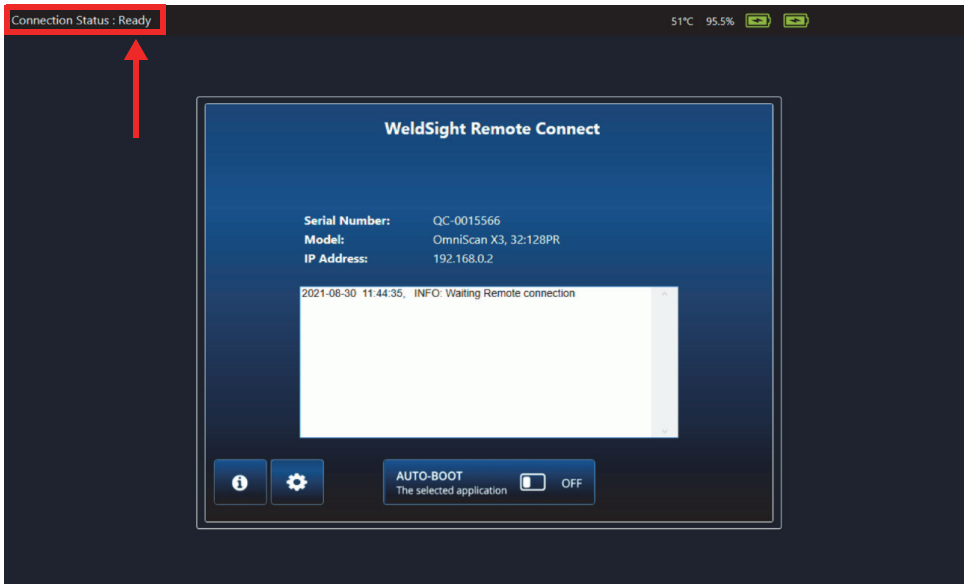 Connection Status : Ready
51°C 95.5%
WeldSight Remote Connect
Serial Number: QC-0015566
Model: OmniScan X3, 32:128PR
IP Address: 192.168.0.2
2021-08-30 11:44:35, INFO: Waiting Remote connection
AUTO-BOOT
The selected application
OFF